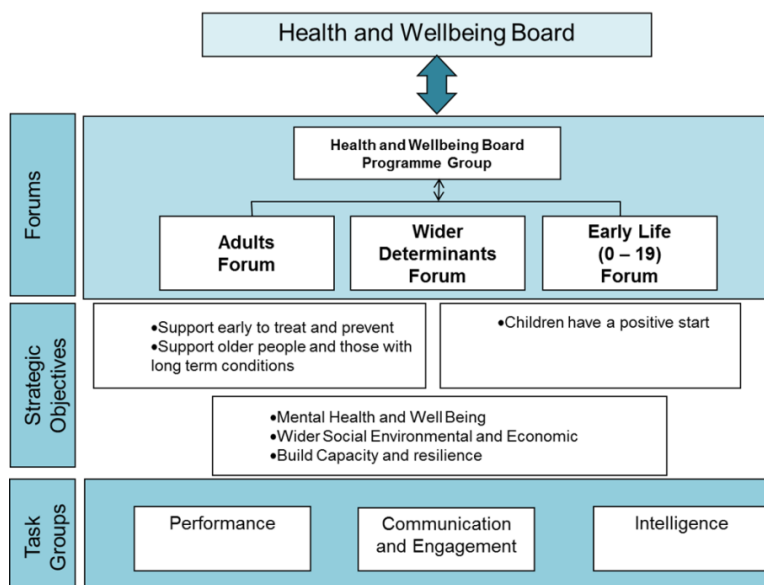 Health and Wellbeing Board
Forums
Health and Wellbeing Board
Programme Group
Adults
Forum
Wider
Determinants
Forum
Early Life
(0 – 19)
Forum
Strategic
Objectives
•Support early to treat and prevent
•Support older people and those with
long term conditions
•Children have a positive start
•Mental Health and Well Being
•Wider Social Environmental and Economic
•Build Capacity and resilience
Task
Groups
Performance
Communication
and Engagement
Intelligence